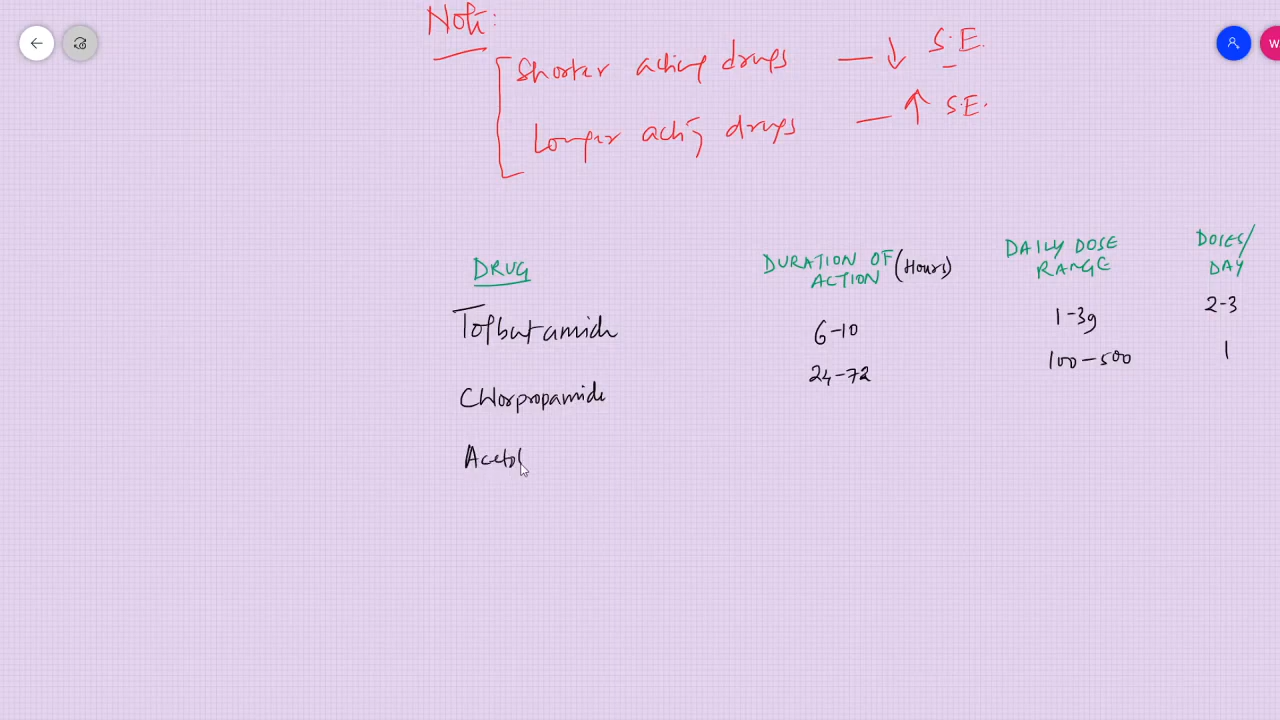 Note:
Shorter acting drugs — ↓ S.E.
Longer acting drugs — ↑ S.E.
DRUG DURATION OF ACTION (Hours) DAILY DOSE RANGE DOSES/DAY
Tolbutamide 6-10 1-3g 2-3
Chlorpropamide 24-72 100-500 1
Acetol
W